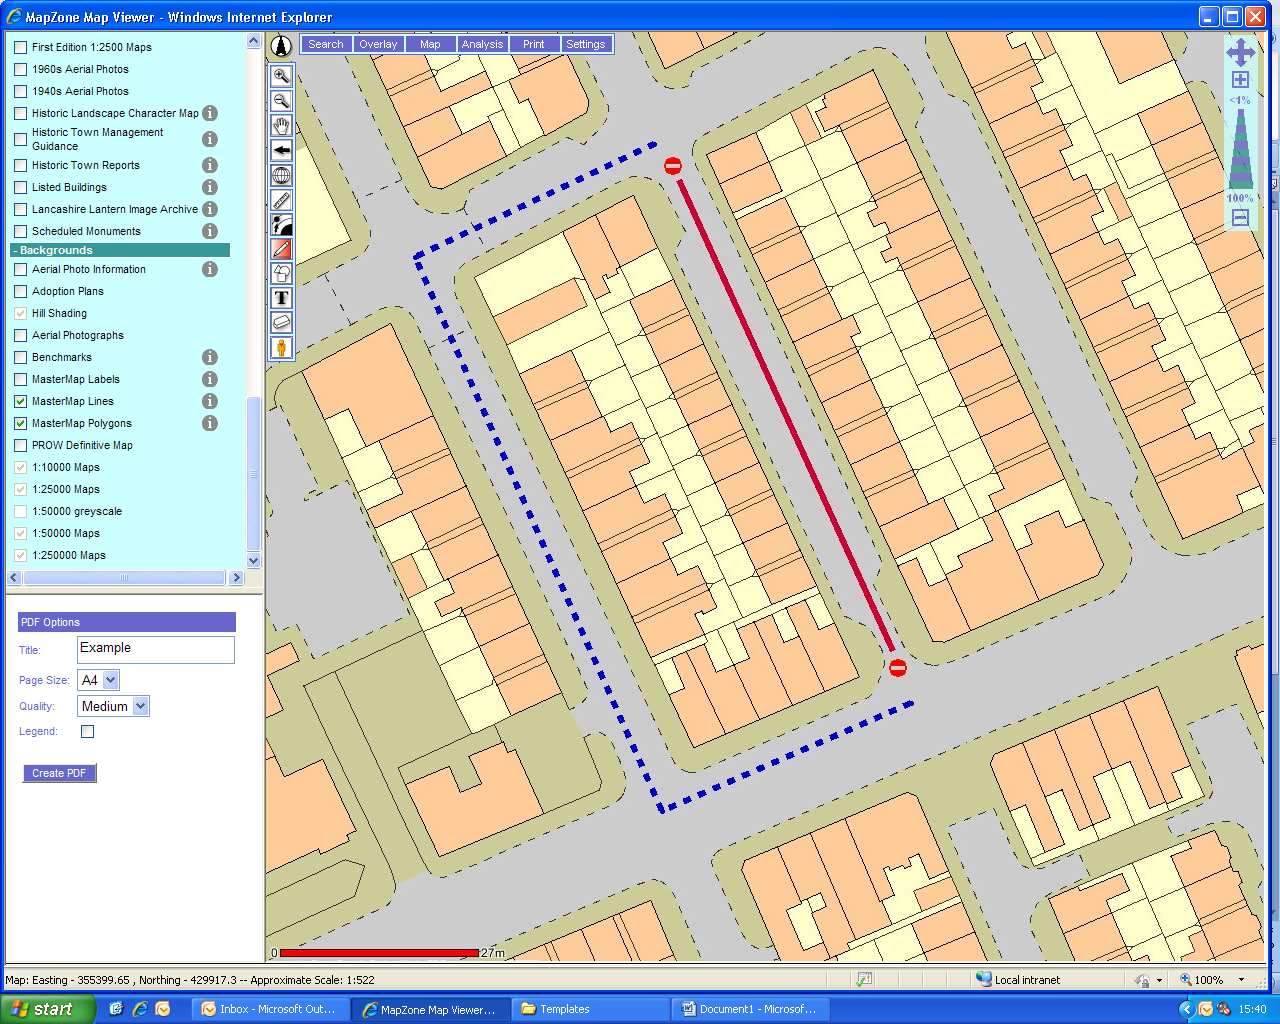 MapZone Map Viewer - Windows Internet Explorer
First Edition 1:2500 Maps
1960s Aerial Photos
1940s Aerial Photos
Historic Landscape Character Map
Historic Town Management
Guidance
Historic Town Reports
Listed Buildings
Lancashire Lantern Image Archive
Scheduled Monuments
- Backgrounds
Aerial Photo Information
Adoption Plans
Hill Shading
Aerial Photographs
Benchmarks
MasterMap Labels
MasterMap Lines
MasterMap Polygons
PROW Definitive Map
1:10000 Maps
1:25000 Maps
1:50000 greyscale
1:50000 Maps
1:250000 Maps
PDF Options
Title: Example
Page Size: A4
Quality: Medium
Legend:
Create PDF
Search Overlay Map Analysis Print Settings
T
<1%
100%
0 27m
Map: Easting - 355399.65 , Northing - 429917.3 -- Approximate Scale: 1:522
Local intranet
100%
start
Inbox - Microsoft Out...
MapZone Map Viewer...
Templates
Document1 - Microsof...
15:40